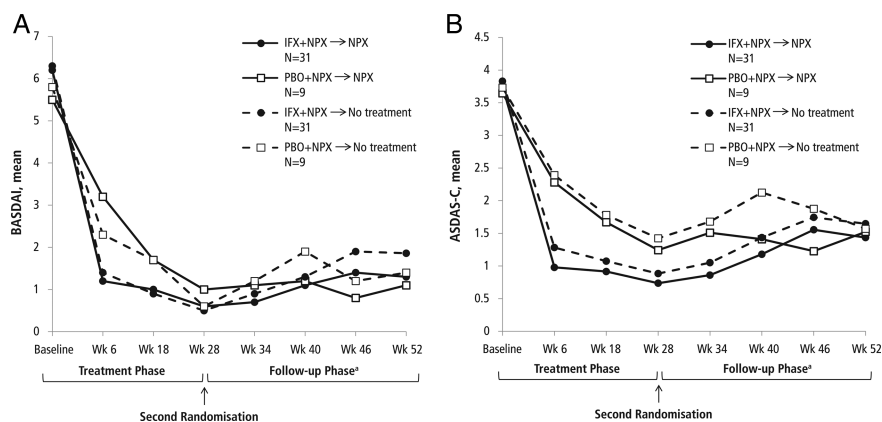 A
BASDAI, mean
7
6
5
4
3
2
1
0
IFX+NPX → NPX
N=31
PBO+NPX → NPX
N=9
IFX+NPX → No treatment
N=31
PBO+NPX → No treatment
N=9
Baseline Wk 6 Wk 18 Wk 28 Wk 34 Wk 40 Wk 46 Wk 52
Treatment Phase Follow-up Phaseᵃ
Second Randomisation
B
ASDAS-C, mean
4.5
4
3.5
3
2.5
2
1.5
1
0.5
0
IFX+NPX → NPX
N=31
PBO+NPX → NPX
N=9
IFX+NPX → No treatment
N=31
PBO+NPX → No treatment
N=9
Baseline Wk 6 Wk 18 Wk 28 Wk 34 Wk 40 Wk 46 Wk 52
Treatment Phase Follow-up Phaseᵃ
Second Randomisation